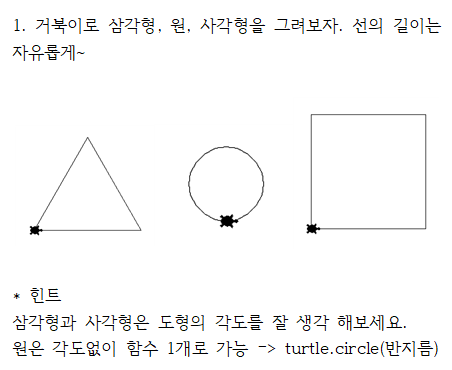 1. 거북이로 삼각형, 원, 사각형을 그려보자. 선의 길이는
자유롭게~
* 힌트
삼각형과 사각형은 도형의 각도를 잘 생각 해보세요.
원은 각도없이 함수 1개로 가능 -> turtle.circle(반지름)